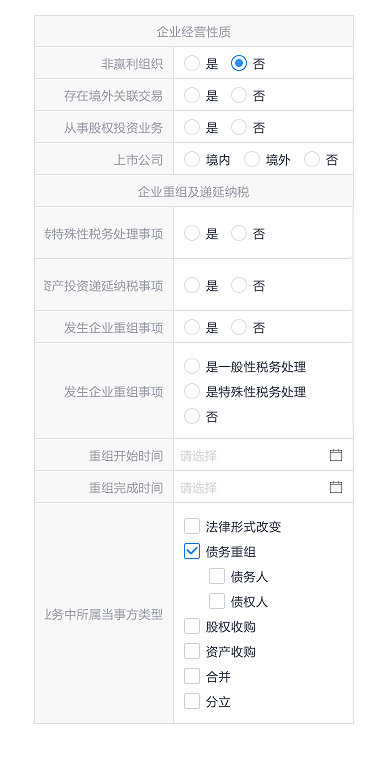 企业经营性质
非赢利组织 是 否
存在境外关联交易 是 否
从事股权投资业务 是 否
上市公司 境内 境外 否
企业重组及递延纳税
特殊性税务处理事项 是 否
产投资递延纳税事项 是 否
发生企业重组事项 是 否
发生企业重组事项
是一般性税务处理
是特殊性税务处理
否
重组开始时间 请选择
重组完成时间 请选择
务中所属当事方类型
法律形式改变
债务重组
债务人
债权人
股权收购
资产收购
合并
分立